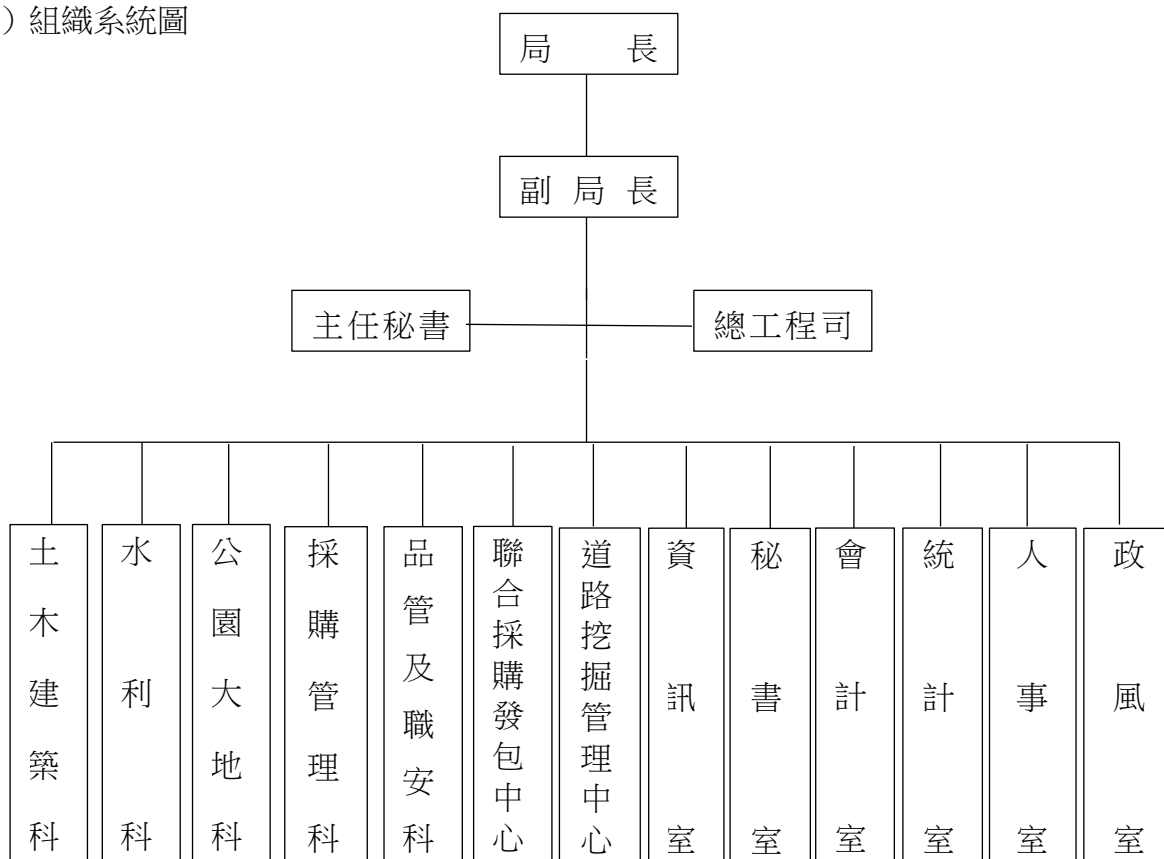 ）組織系統圖
局　　長
副 局 長
主任秘書
總工程司
土木建築科
水利科
公園大地科
採購管理科
品管及職安科
聯合採購發包中心
道路挖掘管理中心
資訊室
秘書室
會計室
統計室
人事室
政風室